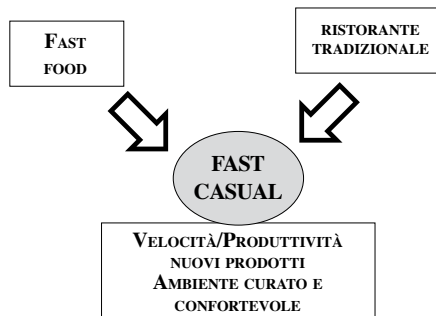 FAST
FOOD
RISTORANTE
TRADIZIONALE
FAST
CASUAL
VELOCITÀ/PRODUTTIVITÀ
NUOVI PRODOTTI
AMBIENTE CURATO E
CONFORTEVOLE